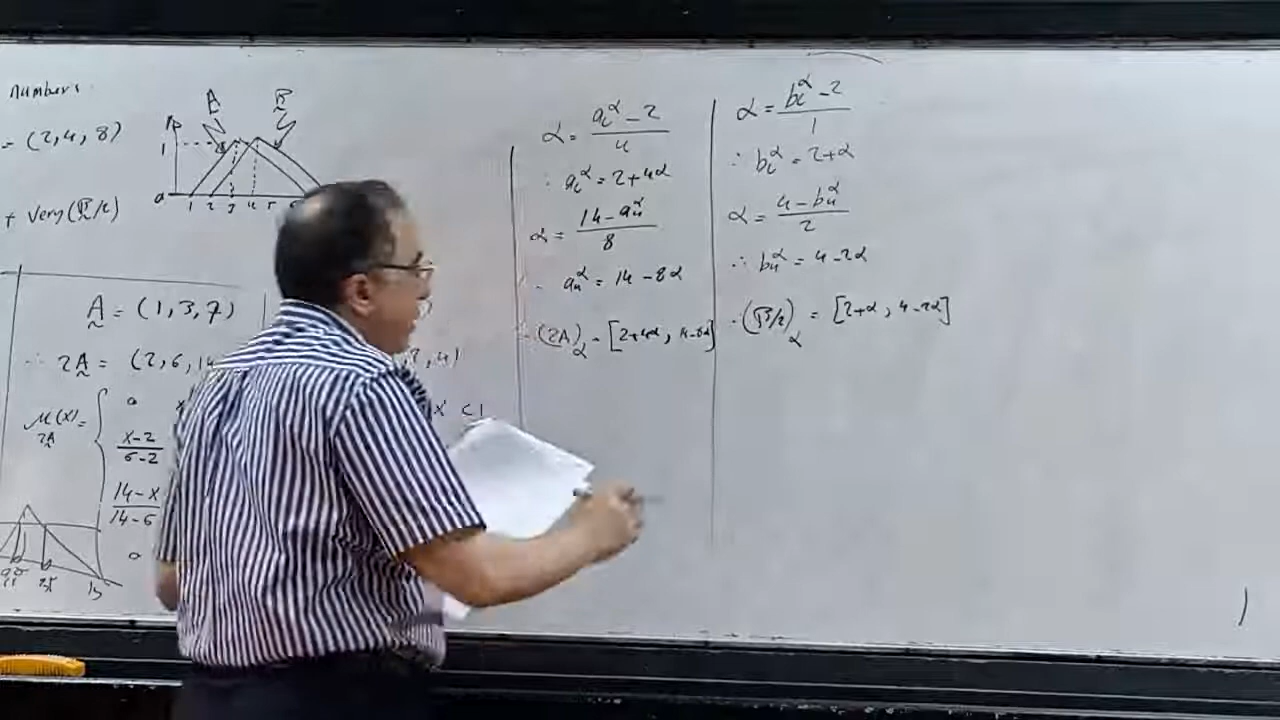 numbers
= (2, 4, 8)
+ very (B/2)
A B
μ
1
0 1 2 3 4 5
A = (1, 3, 7)
∴ 2A = (2, 6, 14
, 2, 4)
μ(x) =
2A
0 x
x-2
6-2
14-x
14-6
0
x < 1
α = (a_L^α - 2)/4
∴ a_L^α = 2+4α
α = (14 - a_u^α)/8
∴ a_u^α = 14 - 8α
∴ (2A)_α = [2+4α, 14-8α]
α = (b_L^α - 2)/1
∴ b_L^α = 2+α
α = (4 - b_u^α)/2
∴ b_u^α = 4-2α
∴ (B/2)_α = [2+α, 4-2α]